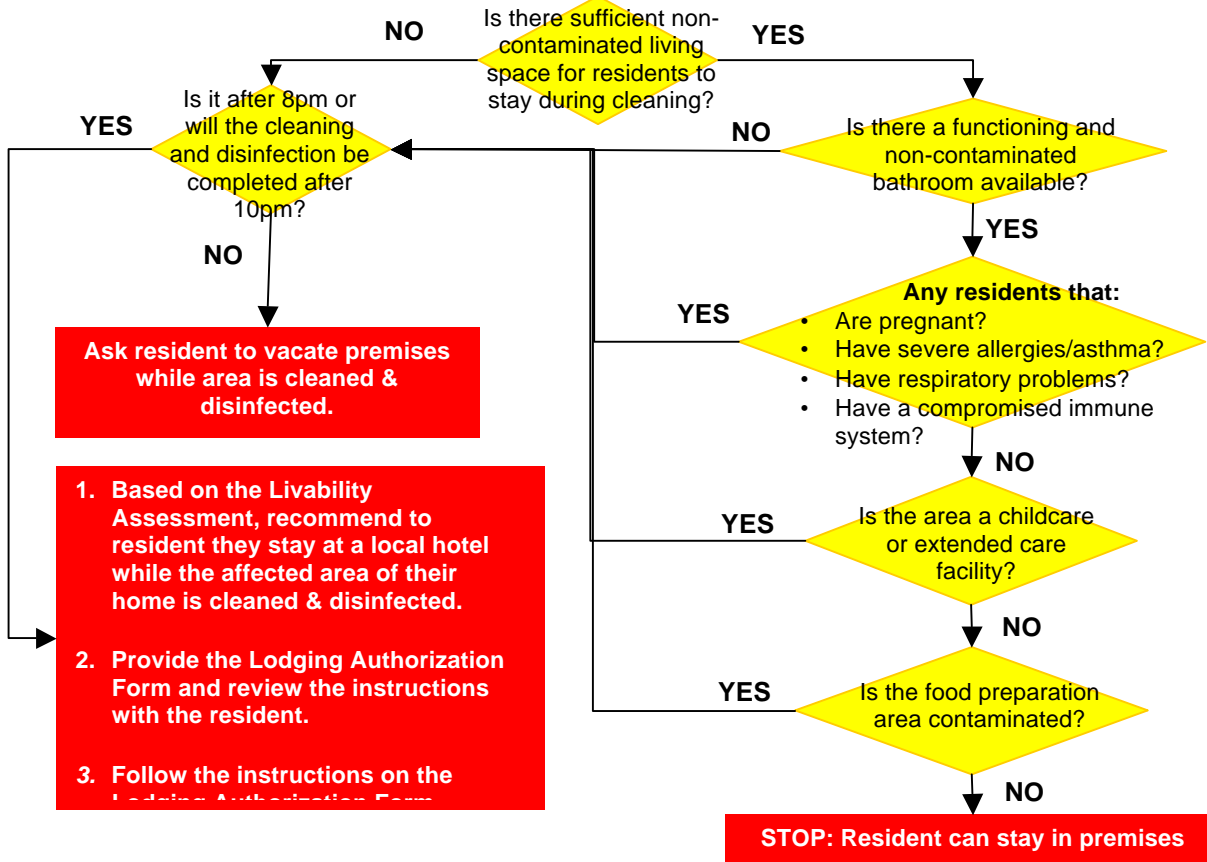 Is there sufficient non-
contaminated living
space for residents to
stay during cleaning?
NO
YES
Is it after 8pm or
will the cleaning
and disinfection be
completed after
10pm?
YES
NO
Ask resident to vacate premises
while area is cleaned &
disinfected.
1. Based on the Livability
Assessment, recommend to
resident they stay at a local hotel
while the affected area of their
home is cleaned & disinfected.
2. Provide the Lodging Authorization
Form and review the instructions
with the resident.
3. Follow the instructions on the
Lodging Authorization Form
Is there a functioning and
non-contaminated
bathroom available?
NO
YES
Any residents that:
• Are pregnant?
• Have severe allergies/asthma?
• Have respiratory problems?
• Have a compromised immune
system?
YES
NO
Is the area a childcare
or extended care
facility?
YES
NO
Is the food preparation
area contaminated?
YES
NO
STOP: Resident can stay in premises